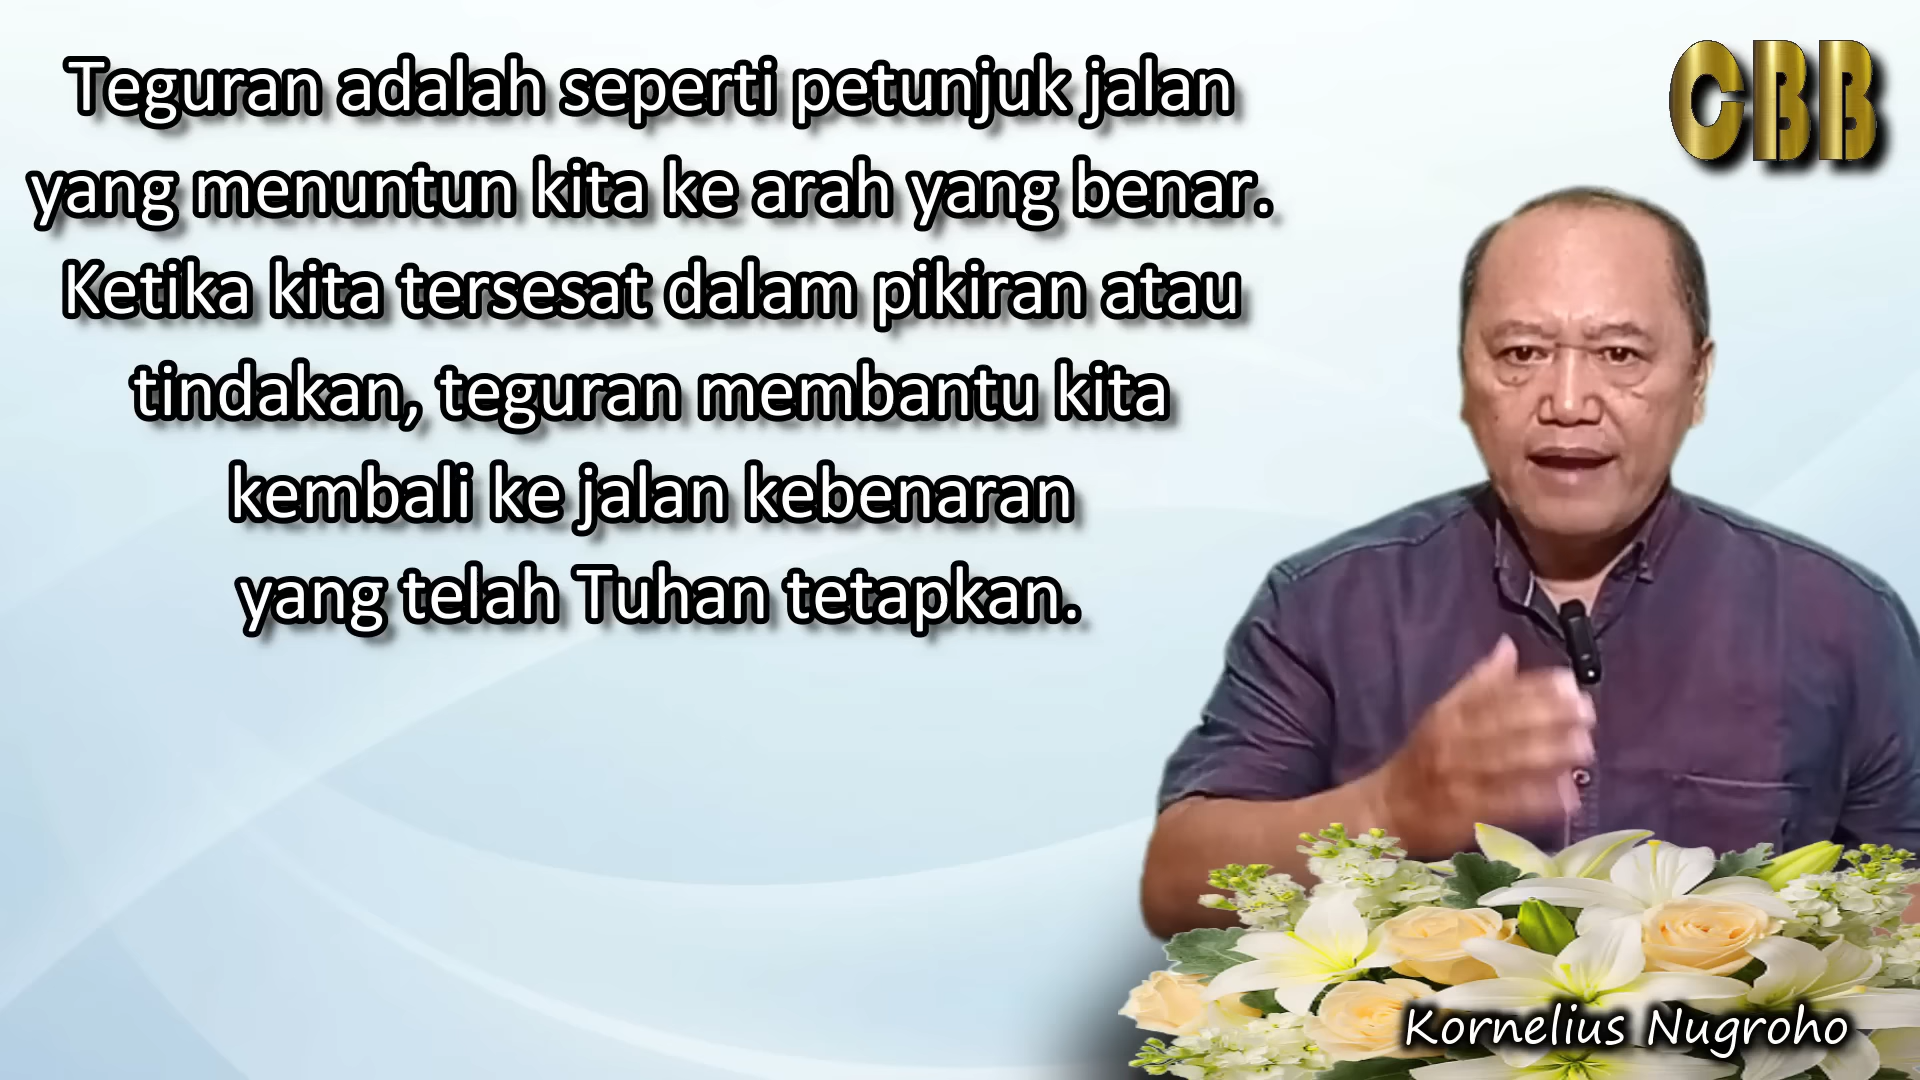 Teguran adalah seperti petunjuk jalan
yang menuntun kita ke arah yang benar.
Ketika kita tersesat dalam pikiran atau
tindakan, teguran membantu kita
kembali ke jalan kebenaran
yang telah Tuhan tetapkan.
CBB
Kornelius Nugroho